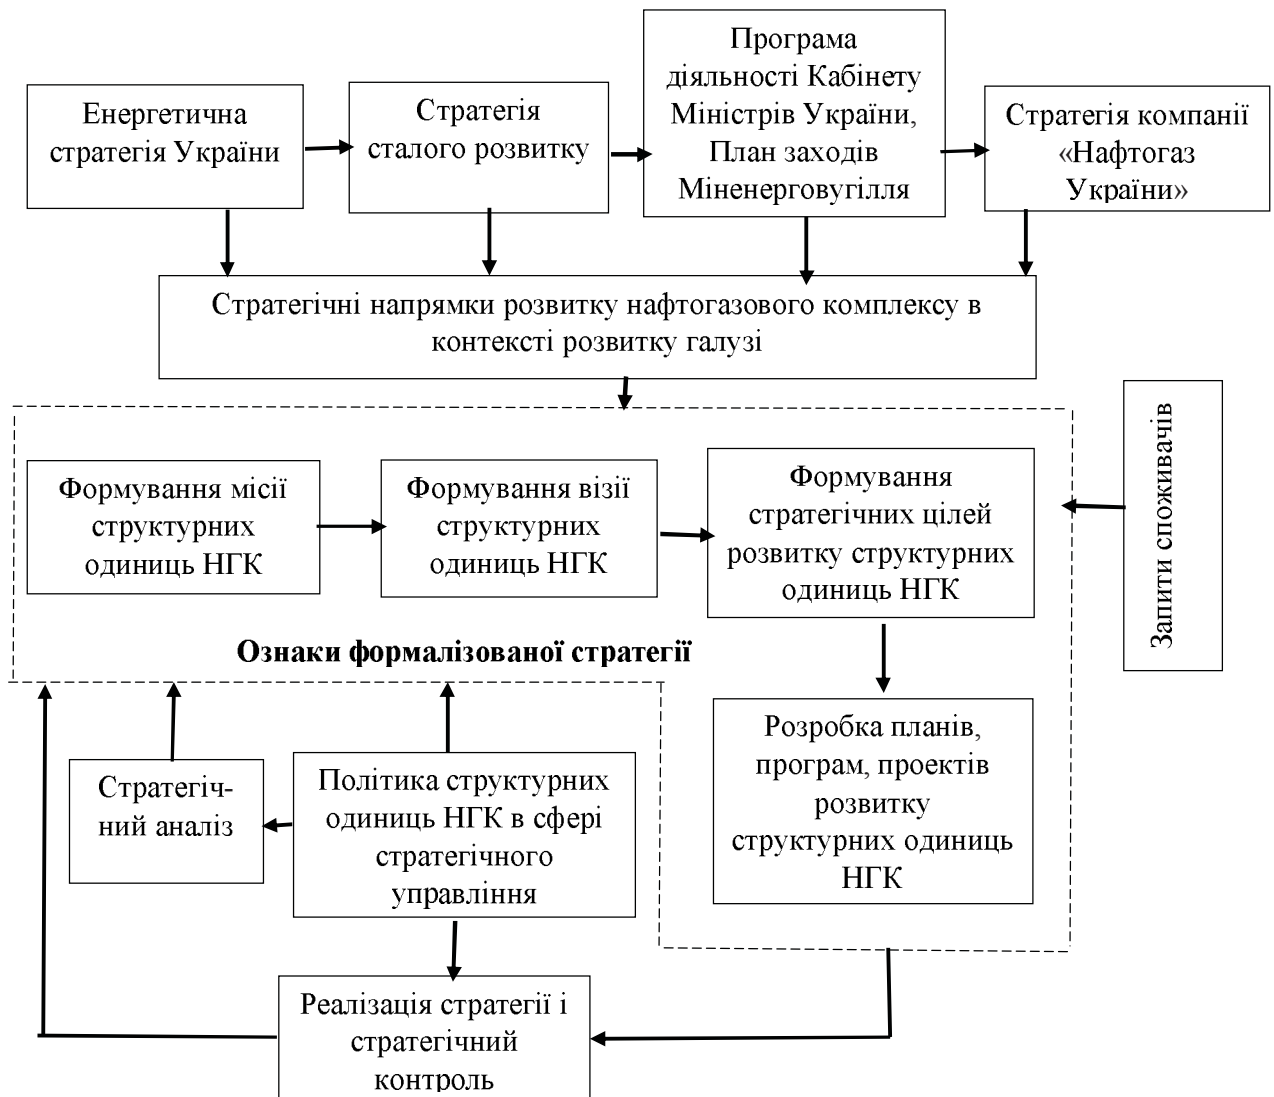 Енергетична
стратегія України
Стратегія
сталого розвитку
Програма
діяльності Кабінету
Міністрів України,
План заходів
Міненерговугілля
Стратегія компанії
«Нафтогаз
України»
Стратегічні напрямки розвитку нафтогазового комплексу в
контексті розвитку галузі
Формування місії
структурних
одиниць НГК
Формування візії
структурних
одиниць НГК
Формування
стратегічних цілей
розвитку структурних
одиниць НГК
Запити споживачів
Ознаки формалізованої стратегії
Розробка планів,
програм, проектів
розвитку
структурних одиниць
НГК
Стратегіч-
ний аналіз
Політика структурних
одиниць НГК в сфері
стратегічного
управління
Реалізація стратегії і
стратегічний
контроль